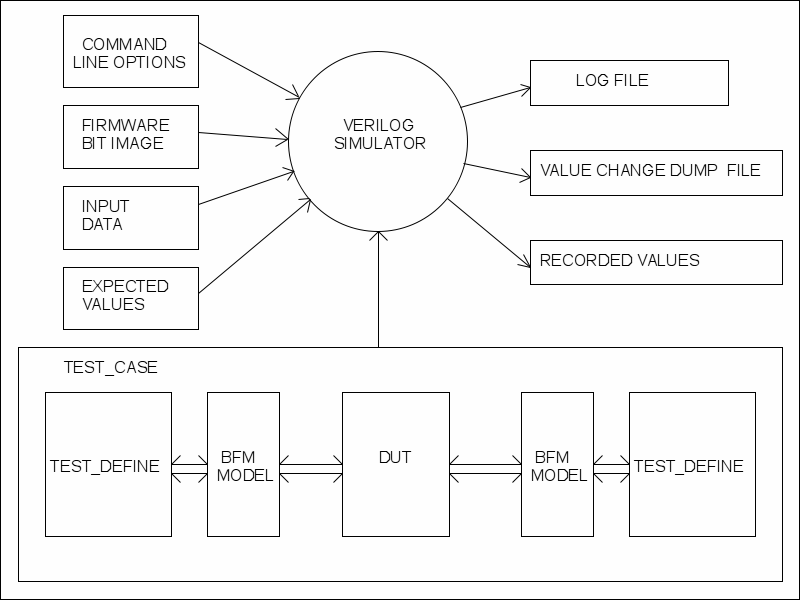 COMMAND
LINE OPTIONS
FIRMWARE
BIT IMAGE
INPUT
DATA
EXPECTED
VALUES
VERILOG
SIMULATOR
LOG FILE
VALUE CHANGE DUMP FILE
RECORDED VALUES
TEST_CASE
TEST_DEFINE
BFM
MODEL
DUT
BFM
MODEL
TEST_DEFINE